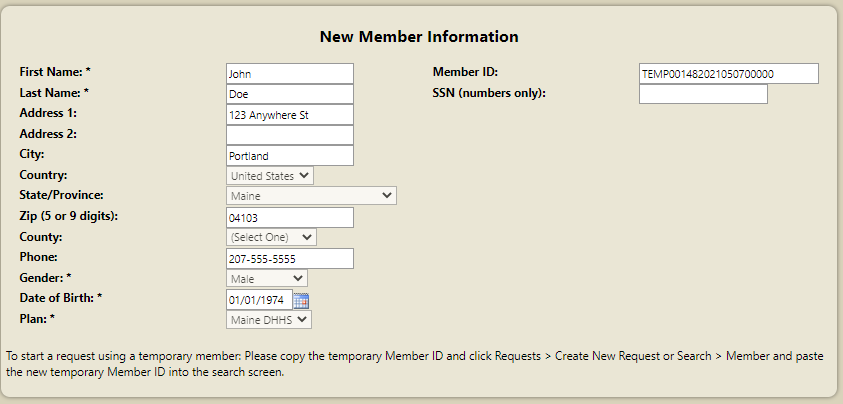 New Member Information
First Name: * John Member ID: TEMP001482021050700000
Last Name: * Doe SSN (numbers only):
Address 1: 123 Anywhere St
Address 2:
City: Portland
Country: United States
State/Province: Maine
Zip (5 or 9 digits): 04103
County: (Select One)
Phone: 207-555-5555
Gender: * Male
Date of Birth: * 01/01/1974
Plan: * Maine DHHS
To start a request using a temporary member: Please copy the temporary Member ID and click Requests > Create New Request or Search > Member and paste
the new temporary Member ID into the search screen.